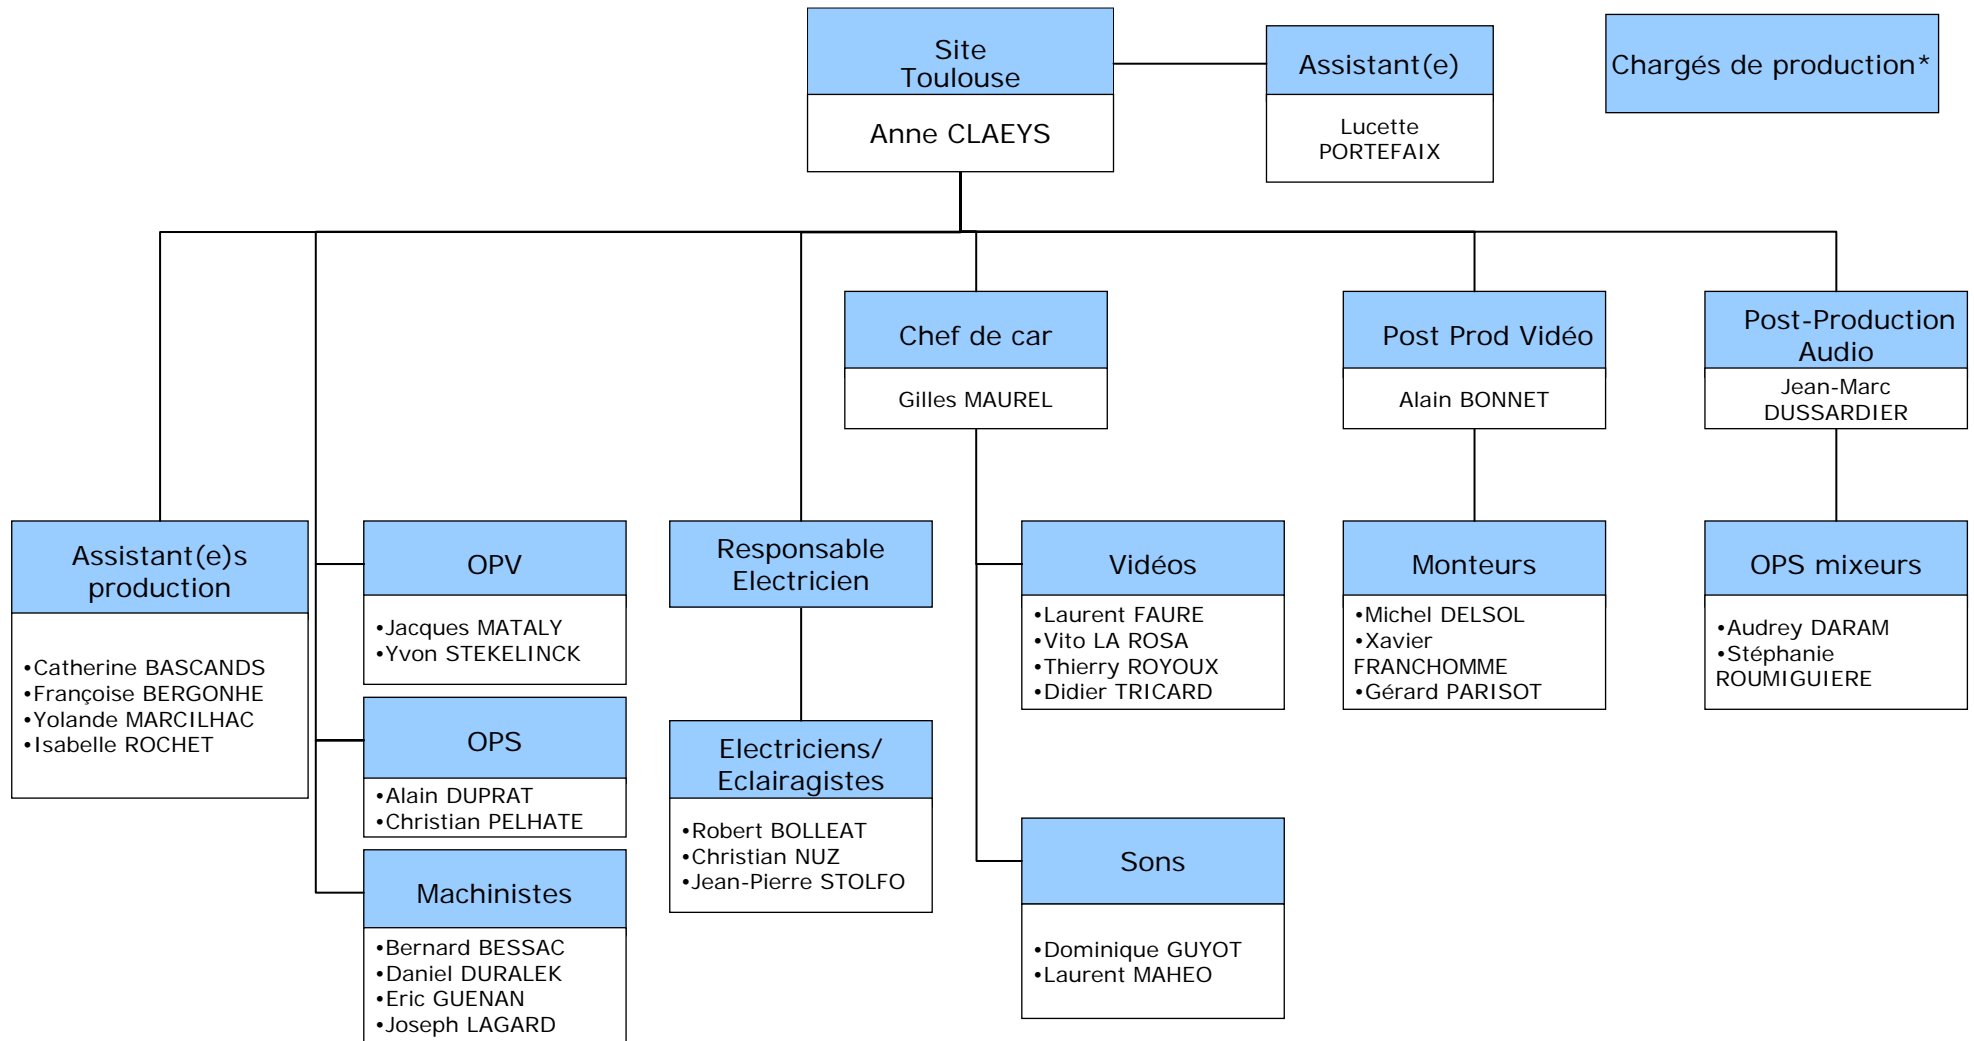 Site
Toulouse
Anne CLAEYS
Assistant(e)
Lucette
PORTEFAIX
Chargés de production*
Chef de car
Gilles MAUREL
Post Prod Vidéo
Alain BONNET
Post-Production
Audio
Jean-Marc
DUSSARDIER
Assistant(e)s
production
•Catherine BASCANDS
•Françoise BERGONHE
•Yolande MARCILHAC
•Isabelle ROCHET
OPV
•Jacques MATALY
•Yvon STEKELINCK
OPS
•Alain DUPRAT
•Christian PELHATE
Machinistes
•Bernard BESSAC
•Daniel DURALEK
•Eric GUENAN
•Joseph LAGARD
Responsable
Electricien
Electriciens/
Eclairagistes
•Robert BOLLEAT
•Christian NUZ
•Jean-Pierre STOLFO
Vidéos
•Laurent FAURE
•Vito LA ROSA
•Thierry ROYOUX
•Didier TRICARD
Sons
•Dominique GUYOT
•Laurent MAHEO
Monteurs
•Michel DELSOL
•Xavier
FRANCHOMME
•Gérard PARISOT
OPS mixeurs
•Audrey DARAM
•Stéphanie
ROUMIGUIERE